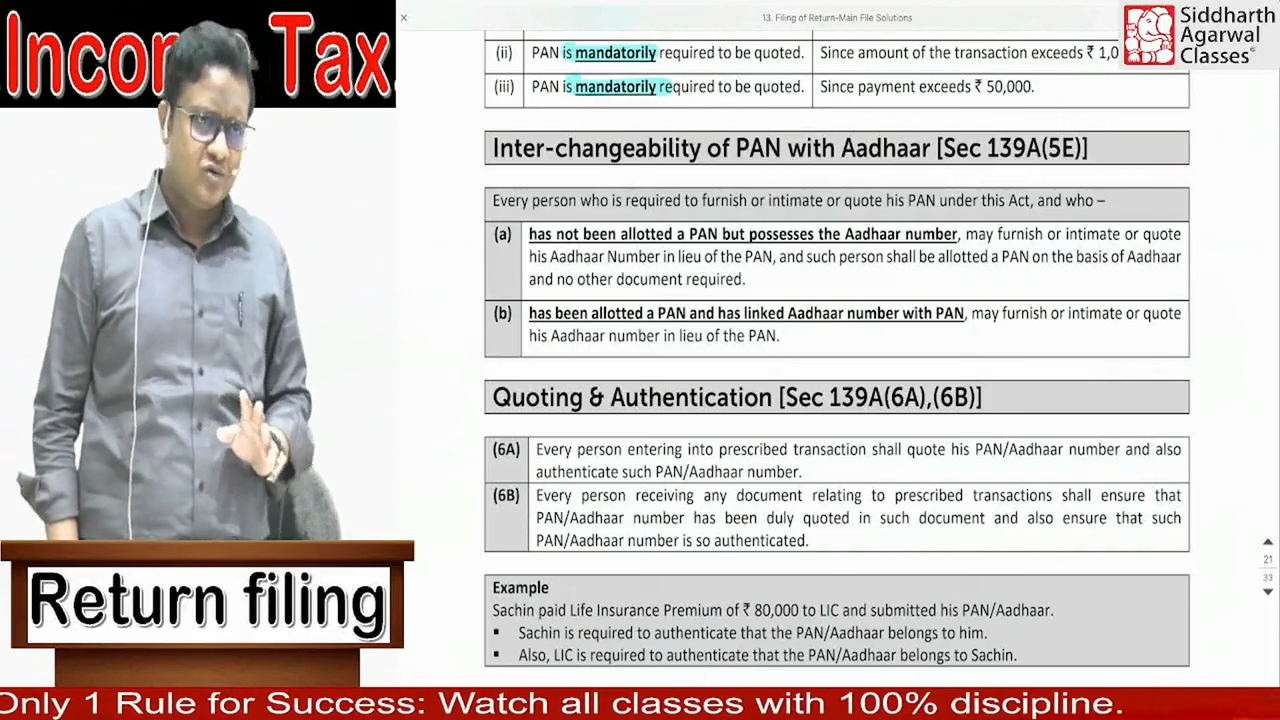 Income Tax.
13. Filing of Return-Main File Solutions
Siddharth
Agarwal
Classes
(ii) PAN is mandatorily required to be quoted. Since amount of the transaction exceeds ₹ 1,0
(iii) PAN is mandatorily required to be quoted. Since payment exceeds ₹ 50,000.
Inter-changeability of PAN with Aadhaar [Sec 139A(5E)]
Every person who is required to furnish or intimate or quote his PAN under this Act, and who –
(a) has not been allotted a PAN but possesses the Aadhaar number, may furnish or intimate or quote
his Aadhaar Number in lieu of the PAN, and such person shall be allotted a PAN on the basis of Aadhaar
and no other document required.
(b) has been allotted a PAN and has linked Aadhaar number with PAN, may furnish or intimate or quote
his Aadhaar number in lieu of the PAN.
Quoting & Authentication [Sec 139A(6A),(6B)]
(6A) Every person entering into prescribed transaction shall quote his PAN/Aadhaar number and also
authenticate such PAN/Aadhaar number.
(6B) Every person receiving any document relating to prescribed transactions shall ensure that
PAN/Aadhaar number has been duly quoted in such document and also ensure that such
PAN/Aadhaar number is so authenticated.
Example
Sachin paid Life Insurance Premium of ₹ 80,000 to LIC and submitted his PAN/Aadhaar.
▪ Sachin is required to authenticate that the PAN/Aadhaar belongs to him.
▪ Also, LIC is required to authenticate that the PAN/Aadhaar belongs to Sachin.
21
33
Return filing
Only 1 Rule for Success: Watch all classes with 100% discipline.